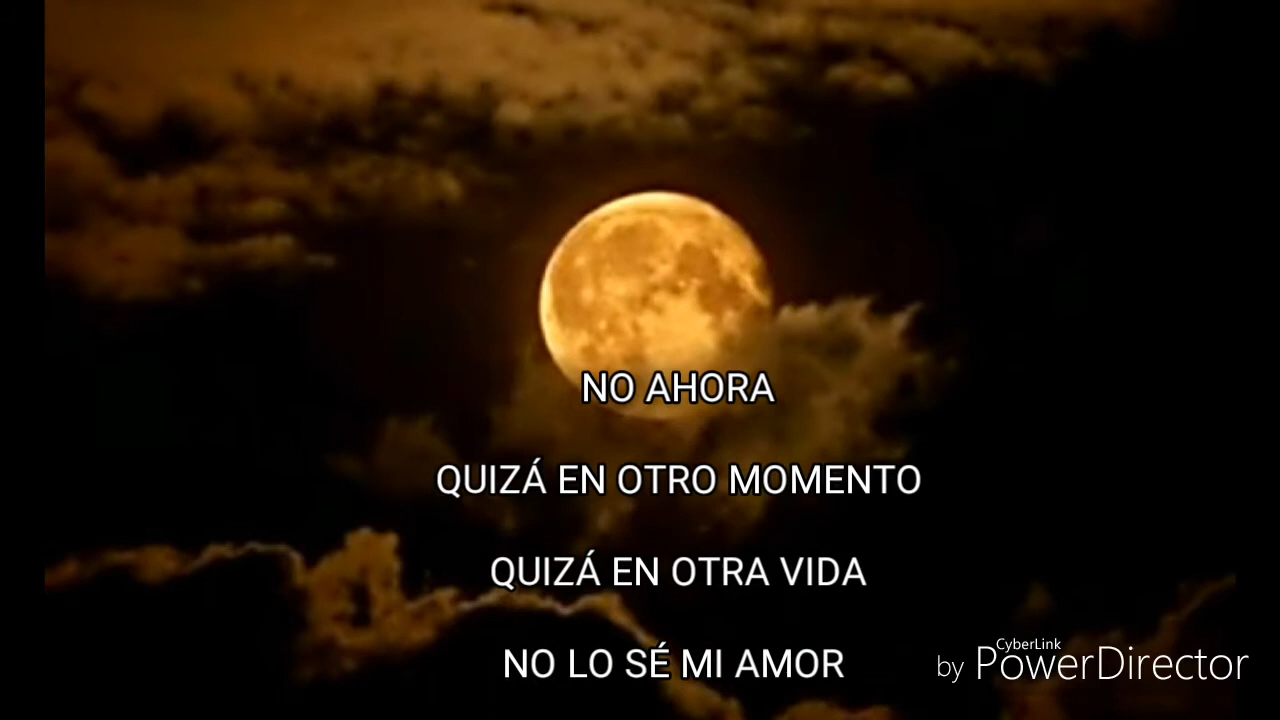 NO AHORA
QUIZÁ EN OTRO MOMENTO
QUIZÁ EN OTRA VIDA
NO LO SÉ MI AMOR
CyberLink
by PowerDirector